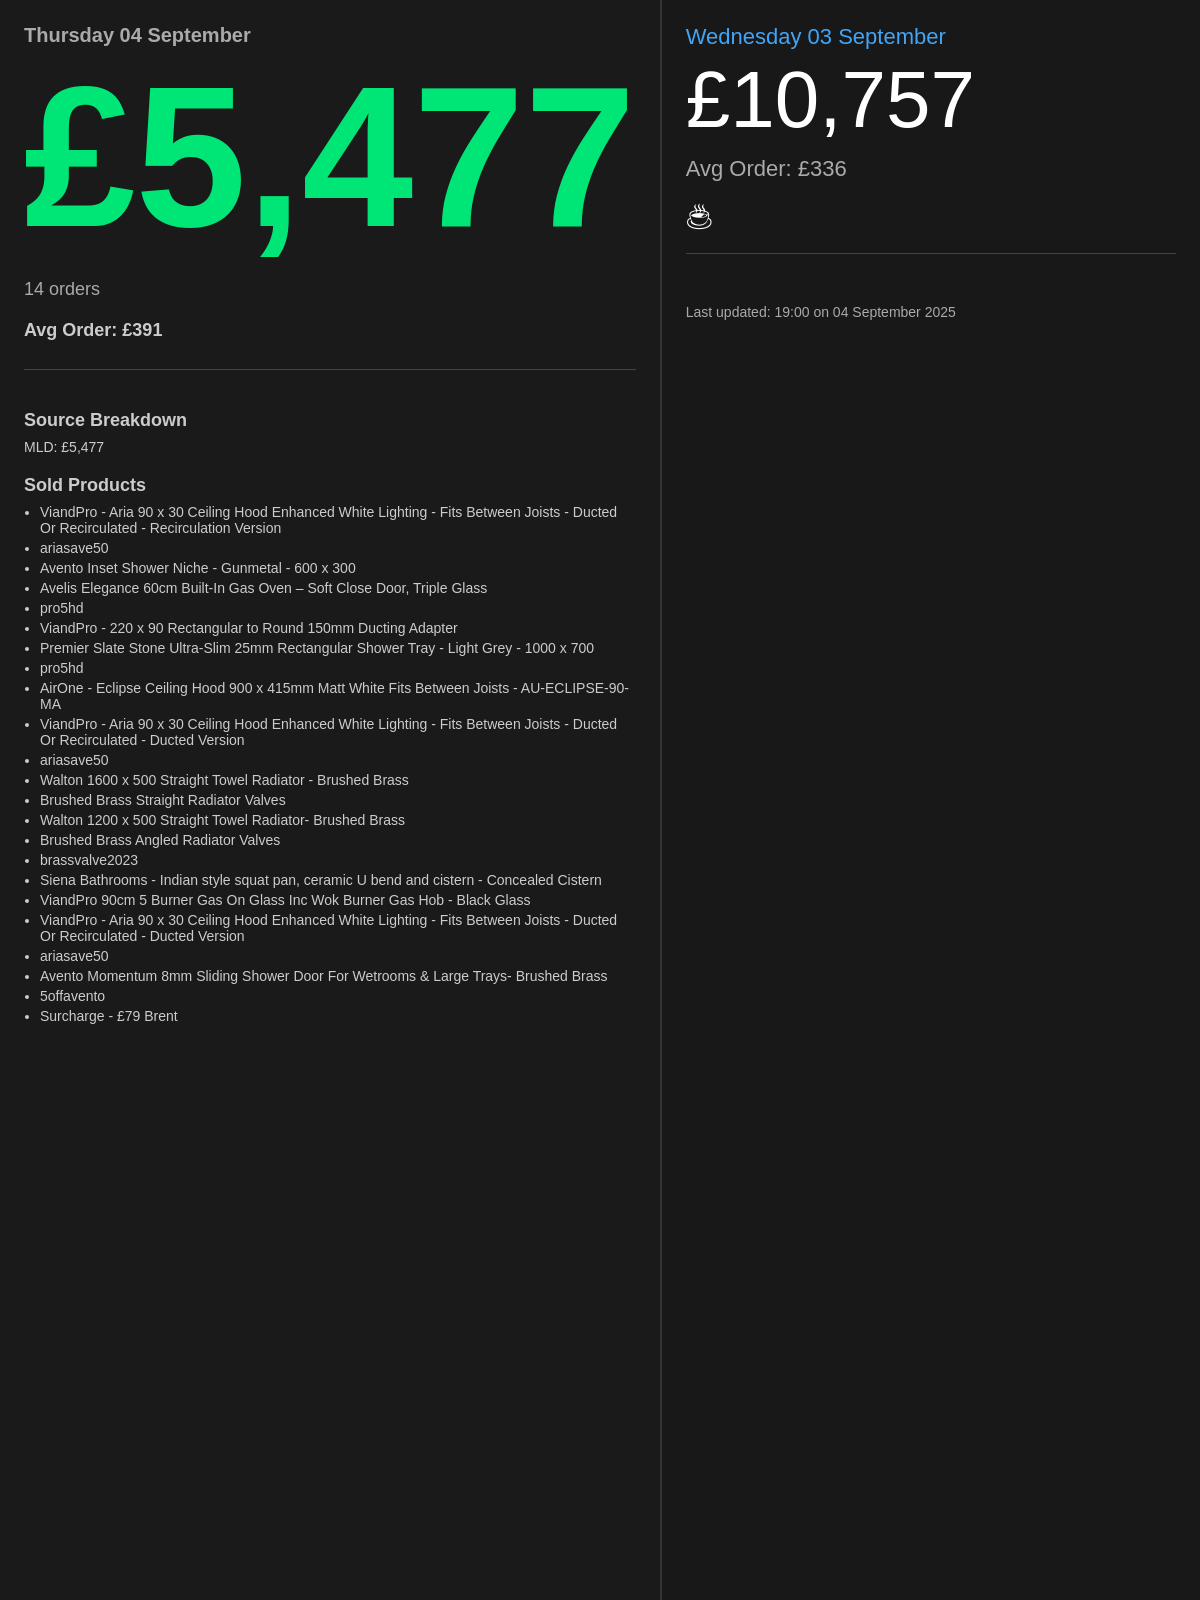 Thursday 04 September
£5,477
14 orders
Avg Order: £391
Source Breakdown
MLD: £5,477
Sold Products
• ViandPro - Aria 90 x 30 Ceiling Hood Enhanced White Lighting - Fits Between Joists - Ducted
Or Recirculated - Recirculation Version
• ariasave50
• Avento Inset Shower Niche - Gunmetal - 600 x 300
• Avelis Elegance 60cm Built-In Gas Oven – Soft Close Door, Triple Glass
• pro5hd
• ViandPro - 220 x 90 Rectangular to Round 150mm Ducting Adapter
• Premier Slate Stone Ultra-Slim 25mm Rectangular Shower Tray - Light Grey - 1000 x 700
• pro5hd
• AirOne - Eclipse Ceiling Hood 900 x 415mm Matt White Fits Between Joists - AU-ECLIPSE-90-
MA
• ViandPro - Aria 90 x 30 Ceiling Hood Enhanced White Lighting - Fits Between Joists - Ducted
Or Recirculated - Ducted Version
• ariasave50
• Walton 1600 x 500 Straight Towel Radiator - Brushed Brass
• Brushed Brass Straight Radiator Valves
• Walton 1200 x 500 Straight Towel Radiator- Brushed Brass
• Brushed Brass Angled Radiator Valves
• brassvalve2023
• Siena Bathrooms - Indian style squat pan, ceramic U bend and cistern - Concealed Cistern
• ViandPro 90cm 5 Burner Gas On Glass Inc Wok Burner Gas Hob - Black Glass
• ViandPro - Aria 90 x 30 Ceiling Hood Enhanced White Lighting - Fits Between Joists - Ducted
Or Recirculated - Ducted Version
• ariasave50
• Avento Momentum 8mm Sliding Shower Door For Wetrooms & Large Trays- Brushed Brass
• 5offavento
• Surcharge - £79 Brent
Wednesday 03 September
£10,757
Avg Order: £336
☕
Last updated: 19:00 on 04 September 2025